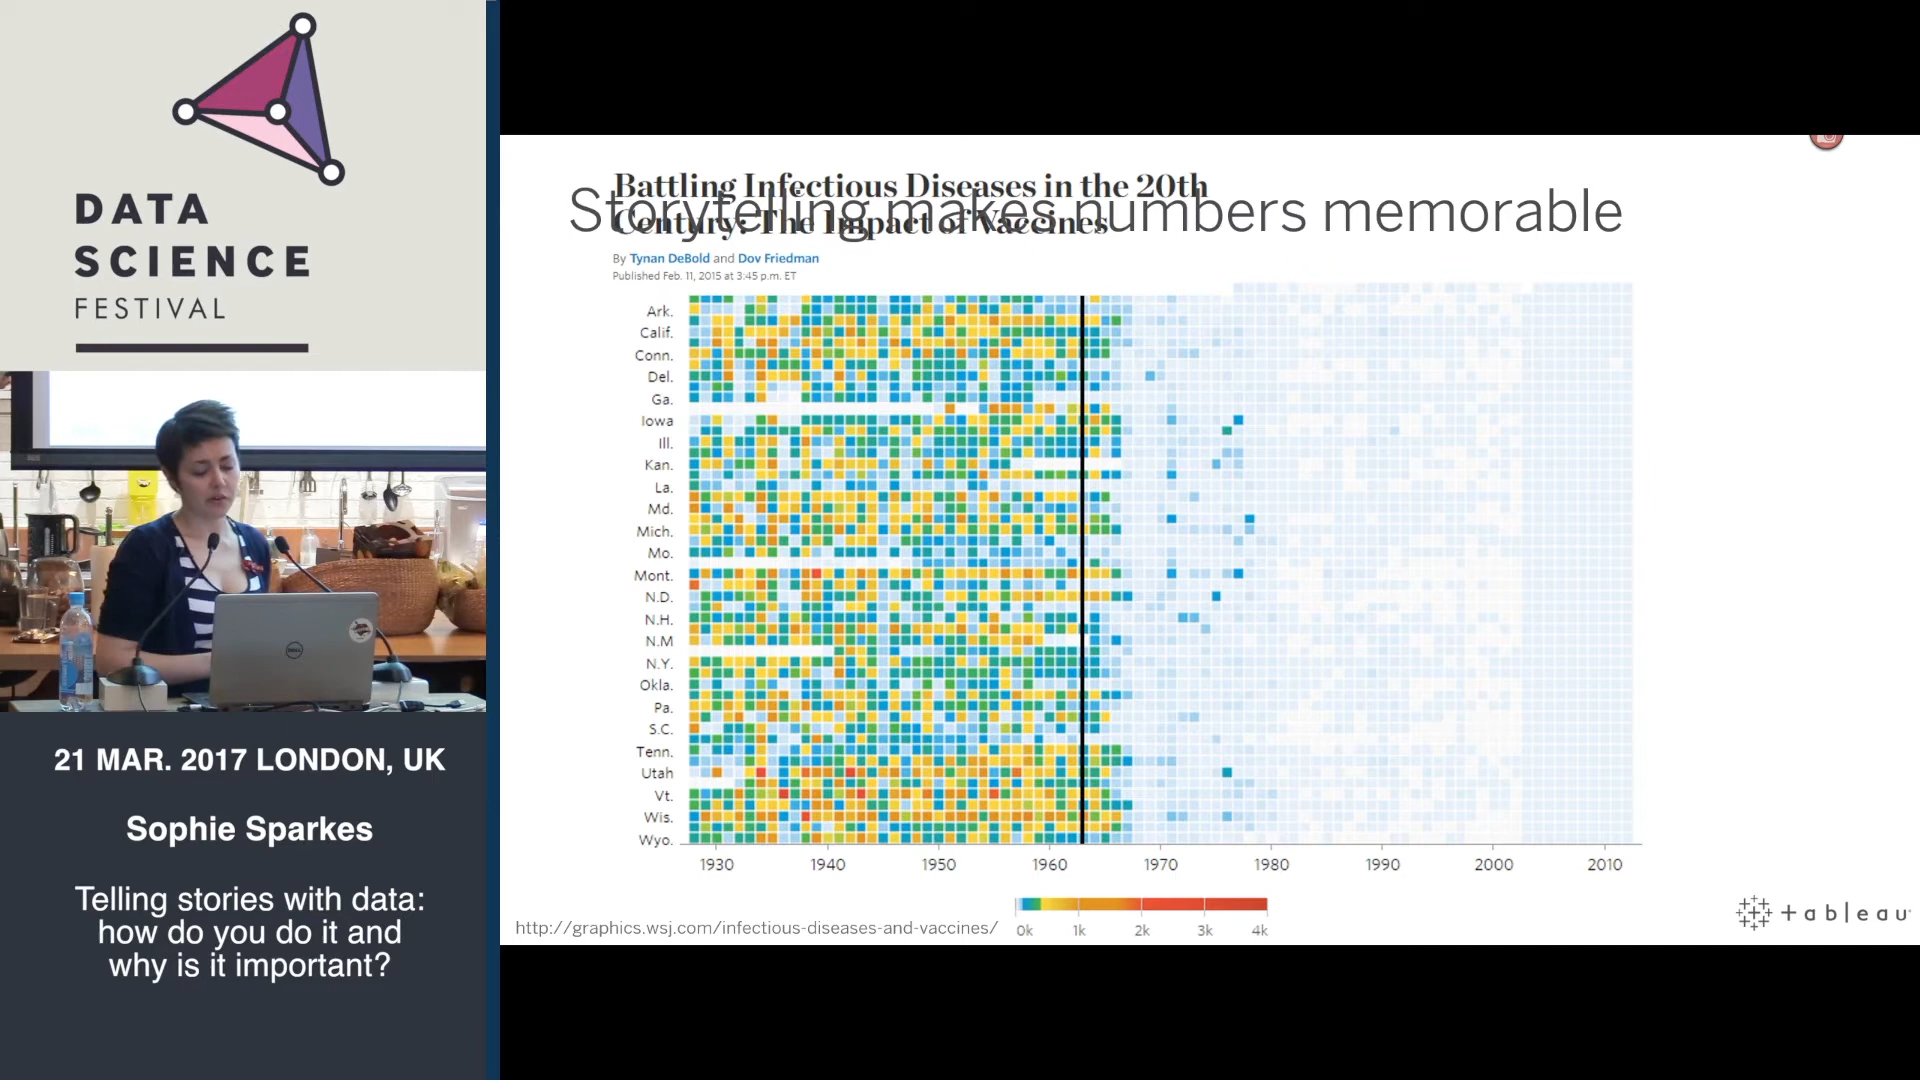 DATA
SCIENCE
FESTIVAL
21 MAR. 2017 LONDON, UK
Sophie Sparkes
Telling stories with data:
how do you do it and
why is it important?
Battling Infectious Diseases in the 20th
Century: The Impact of Vaccines
Storytelling makes numbers memorable
By Tynan DeBold and Dov Friedman
Published Feb. 11, 2015 at 3:45 p.m. ET
Ark.
Calif.
Conn.
Del.
Ga.
Iowa
Ill.
Kan.
La.
Md.
Mich.
Mo.
Mont.
N.D.
N.H.
N.M
N.Y.
Okla.
Pa.
S.C.
Tenn.
Utah
Vt.
Wis.
Wyo.
1930 1940 1950 1960 1970 1980 1990 2000 2010
0k 1k 2k 3k 4k
http://graphics.wsj.com/infectious-diseases-and-vaccines/
+ableau
DELL